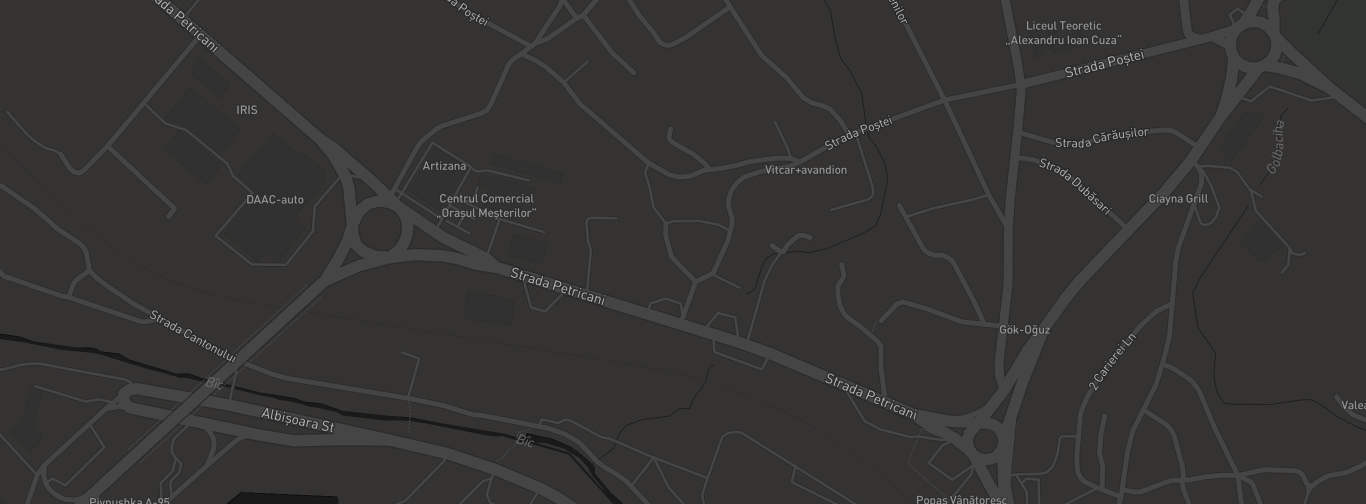 Strada Petricani
Poștei
Liceul Teoretic
„Alexandru Ioan Cuza”
Strada Poștei
IRIS
Strada Poștei
Strada Cărăușilor
Golbaciha
Artizana
Vitcar+avandion
Strada Dubăsari
DAAC-auto
Centrul Comercial
„Orașul Meșterilor”
Ciayna Grill
Strada Petricani
Strada Cantonului
Gök-Oğuz
2 Carierei Ln
Bîc
Strada Petricani
Albișoara St
Bîc
Popas Vânătoresc